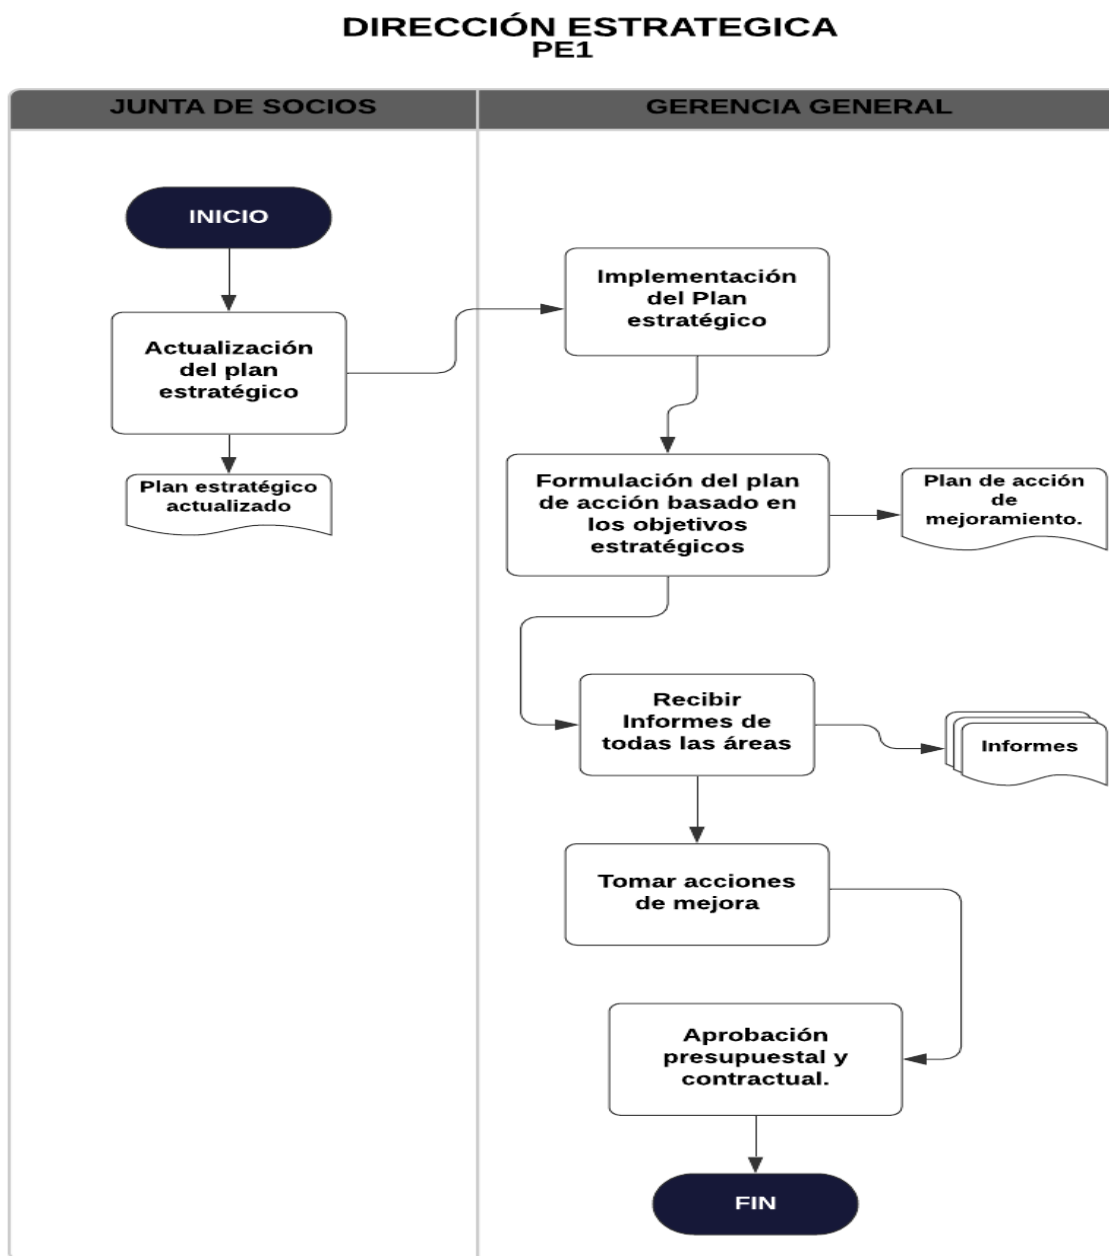 DIRECCIÓN ESTRATEGICA
PE1
JUNTA DE SOCIOS
GERENCIA GENERAL
INICIO
Actualización
del plan
estratégico
Plan estratégico
actualizado
Implementación
del Plan
estratégico
Formulación del plan
de acción basado en
los objetivos
estratégicos
Plan de acción
de
mejoramiento.
Recibir
Informes de
todas las áreas
Informes
Tomar acciones
de mejora
Aprobación
presupuestal y
contractual.
FIN